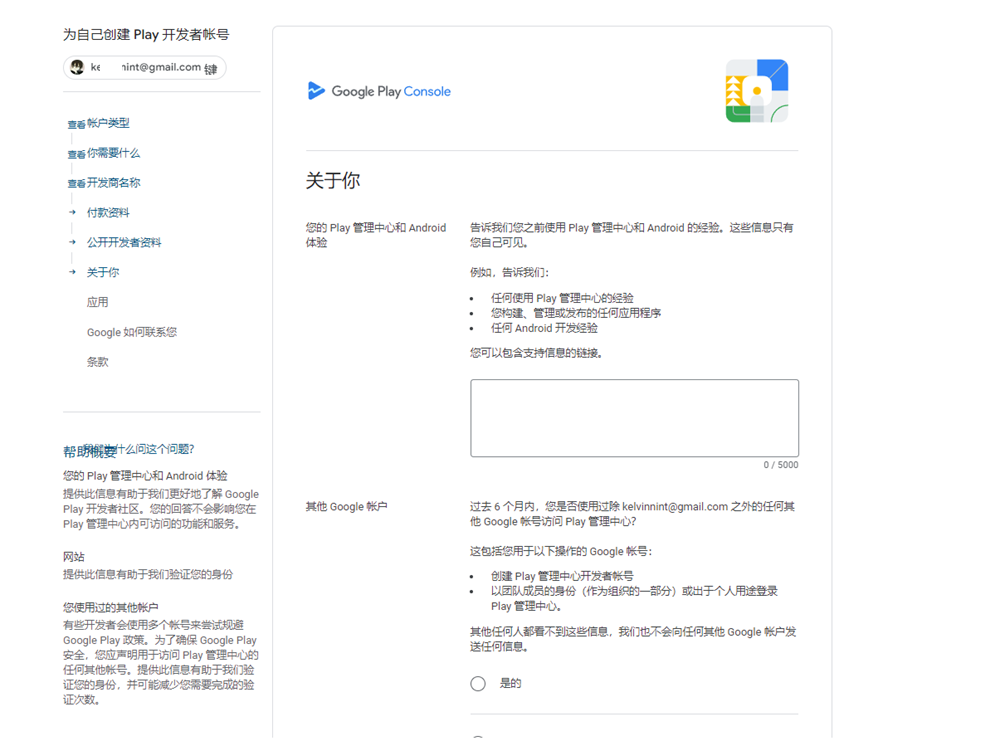 为自己创建 Play 开发者帐号
ke nint@gmail.com 键
查看 帐户类型
查看 你需要什么
查看 开发商名称
付款资料
公开开发者资料
关于你
应用
Google 如何联系您
条款
帮助概要
我们为什么问这个问题?
您的 Play 管理中心和 Android 体验
提供此信息有助于我们更好地了解 Google
Play 开发者社区。您的回答不会影响您在
Play 管理中心内可访问的功能和服务。
网站
提供此信息有助于我们验证您的身份
您使用过的其他帐户
有些开发者会使用多个帐号来尝试规避
Google Play 政策。为了确保 Google Play
安全，您应声明用于访问 Play 管理中心的
任何其他帐号。提供此信息有助于我们验
证您的身份，并可能减少您需要完成的验
证次数。
Google Play Console
关于你
您的 Play 管理中心和 Android
体验
告诉我们您之前使用 Play 管理中心和 Android 的经验。这些信息只有
您自己可见。
例如，告诉我们：
• 任何使用 Play 管理中心的经验
• 您构建、管理或发布的任何应用程序
• 任何 Android 开发经验
您可以包含支持信息的链接。
0 / 5000
其他 Google 帐户
过去 6 个月内，您是否使用过除 kelvinnint@gmail.com 之外的任何其
他 Google 帐号访问 Play 管理中心？
这包括您用于以下操作的 Google 帐号：
• 创建 Play 管理中心开发者帐号
• 以团队成员的身份（作为组织的一部分）或出于个人用途登录
Play 管理中心。
其他任何人都看不到这些信息，我们也不会向任何其他 Google 帐户发
送任何信息。
是的